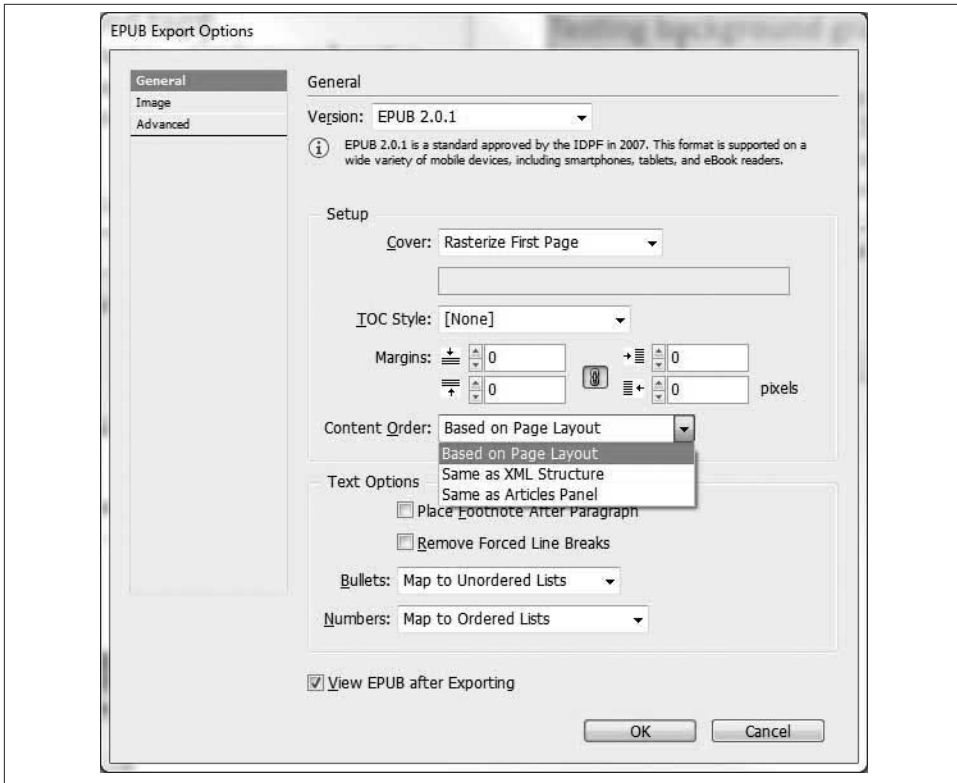 EPUB Export Options
Testing background gr
General
Image
Advanced
General
Version: EPUB 2.0.1
EPUB 2.0.1 is a standard approved by the IDPF in 2007. This format is supported on a
wide variety of mobile devices, including smartphones, tablets, and eBook readers.
Setup
Cover: Rasterize First Page
TOC Style: [None]
Margins: 0 0
0 0 pixels
Content Order: Based on Page Layout
Based on Page Layout
Same as XML Structure
Same as Articles Panel
Text Options
Place Footnote After Paragraph
Remove Forced Line Breaks
Bullets: Map to Unordered Lists
Numbers: Map to Ordered Lists
View EPUB after Exporting
OK Cancel